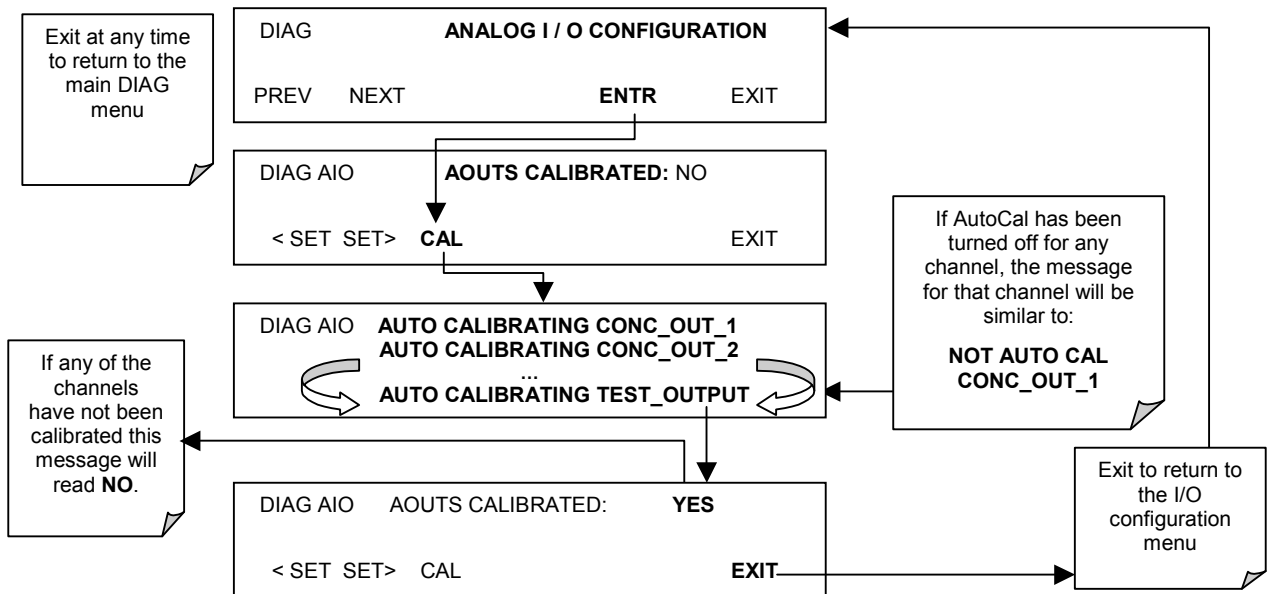 Exit at any time
to return to the
main DIAG
menu
DIAG ANALOG I / O CONFIGURATION
PREV NEXT ENTR EXIT
DIAG AIO AOUTS CALIBRATED: NO
< SET SET> CAL EXIT
If AutoCal has been
turned off for any
channel, the message
for that channel will be
similar to:
NOT AUTO CAL
CONC_OUT_1
DIAG AIO AUTO CALIBRATING CONC_OUT_1
AUTO CALIBRATING CONC_OUT_2
...
AUTO CALIBRATING TEST_OUTPUT
If any of the
channels
have not been
calibrated this
message will
read NO.
DIAG AIO AOUTS CALIBRATED: YES
< SET SET> CAL EXIT
Exit to return to
the I/O
configuration
menu